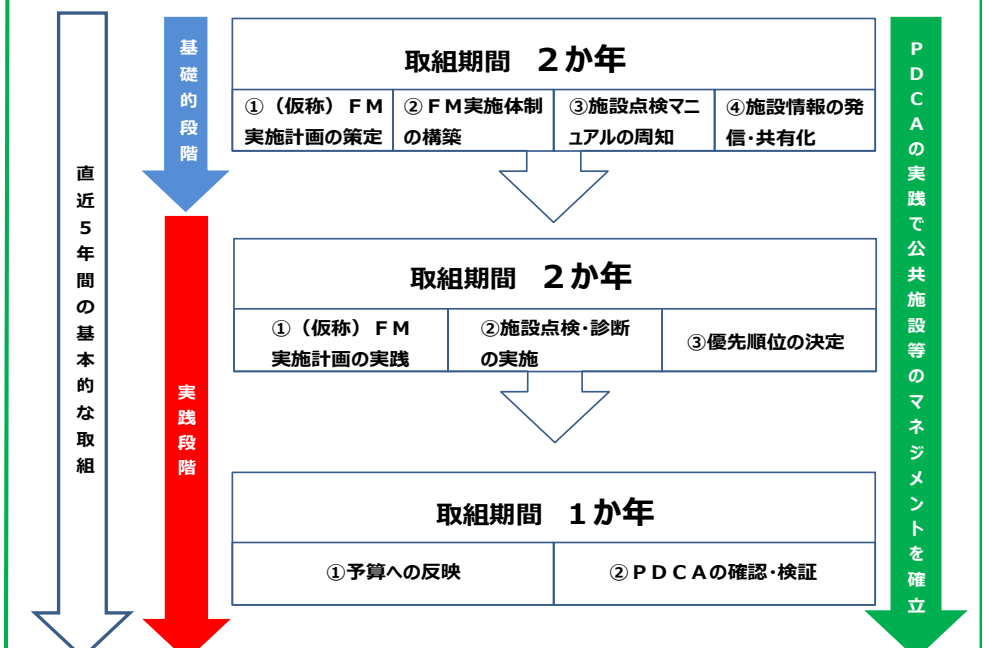 直近5年間の基本的な取組
基礎的段階
実践段階
取組期間 2か年
①（仮称）ＦＭ
実施計画の策定
②ＦＭ実施体制
の構築
③施設点検マニ
ュアルの周知
④施設情報の発
信・共有化
取組期間 2か年
①（仮称）ＦＭ
実施計画の実践
②施設点検・診断
の実施
③優先順位の決定
取組期間 1か年
①予算への反映
②ＰＤＣＡの確認・検証
ＰＤＣＡの実践で公共施設等のマネジメントを確立